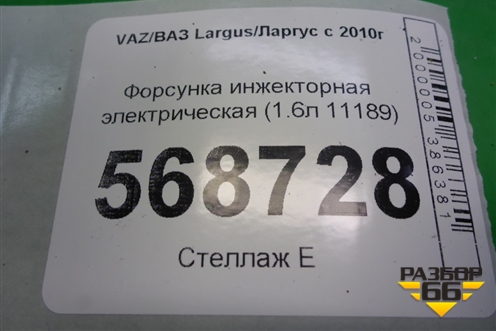 VAZ/ВАЗ Largus/Ларгус с 2010г
Форсунка инжекторная
электрическая (1.6л 11189)
568728
Стеллаж Е
2000005386381
РАЗБОР
66